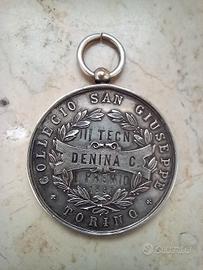 COLLEGIO SAN GIUSEPPE
III TECN
DENINA C.
PREMIO
TORINO